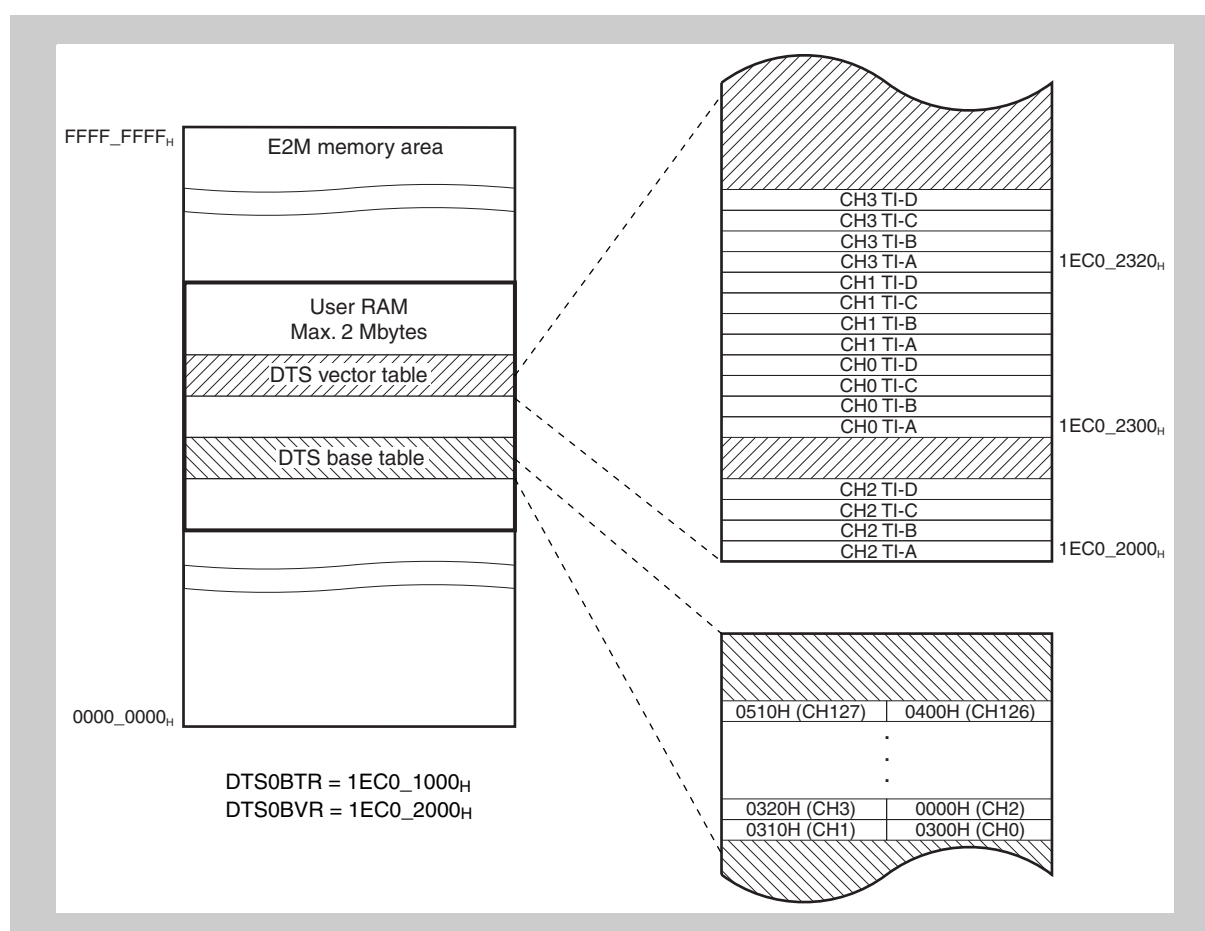 FFFF_FFFFH
E2M memory area
User RAM
Max. 2 Mbytes
DTS vector table
DTS base table
0000_0000H
DTS0BTR = 1EC0_1000H
DTS0BVR = 1EC0_2000H
CH3 TI-D
CH3 TI-C
CH3 TI-B
CH3 TI-A 1EC0_2320H
CH1 TI-D
CH1 TI-C
CH1 TI-B
CH1 TI-A
CH0 TI-D
CH0 TI-C
CH0 TI-B
CH0 TI-A 1EC0_2300H
CH2 TI-D
CH2 TI-C
CH2 TI-B
CH2 TI-A 1EC0_2000H
0510H (CH127) 0400H (CH126)
.
.
.
0320H (CH3) 0000H (CH2)
0310H (CH1) 0300H (CH0)